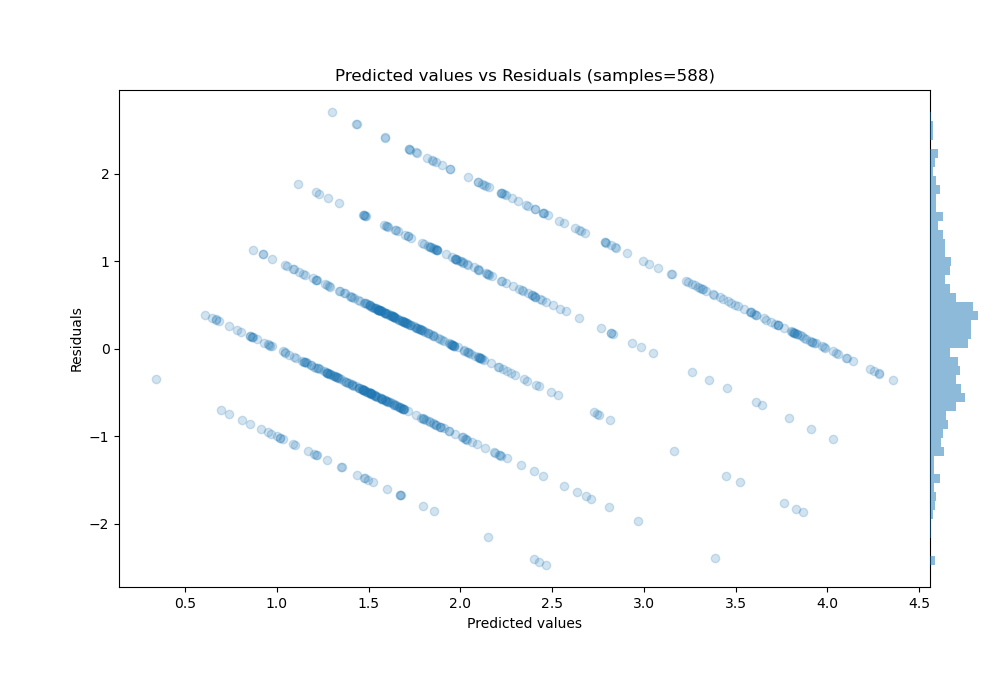 Predicted values vs Residuals (samples=588)
Residuals
2
1
0
−1
−2
0.5 1.0 1.5 2.0 2.5 3.0 3.5 4.0 4.5
Predicted values